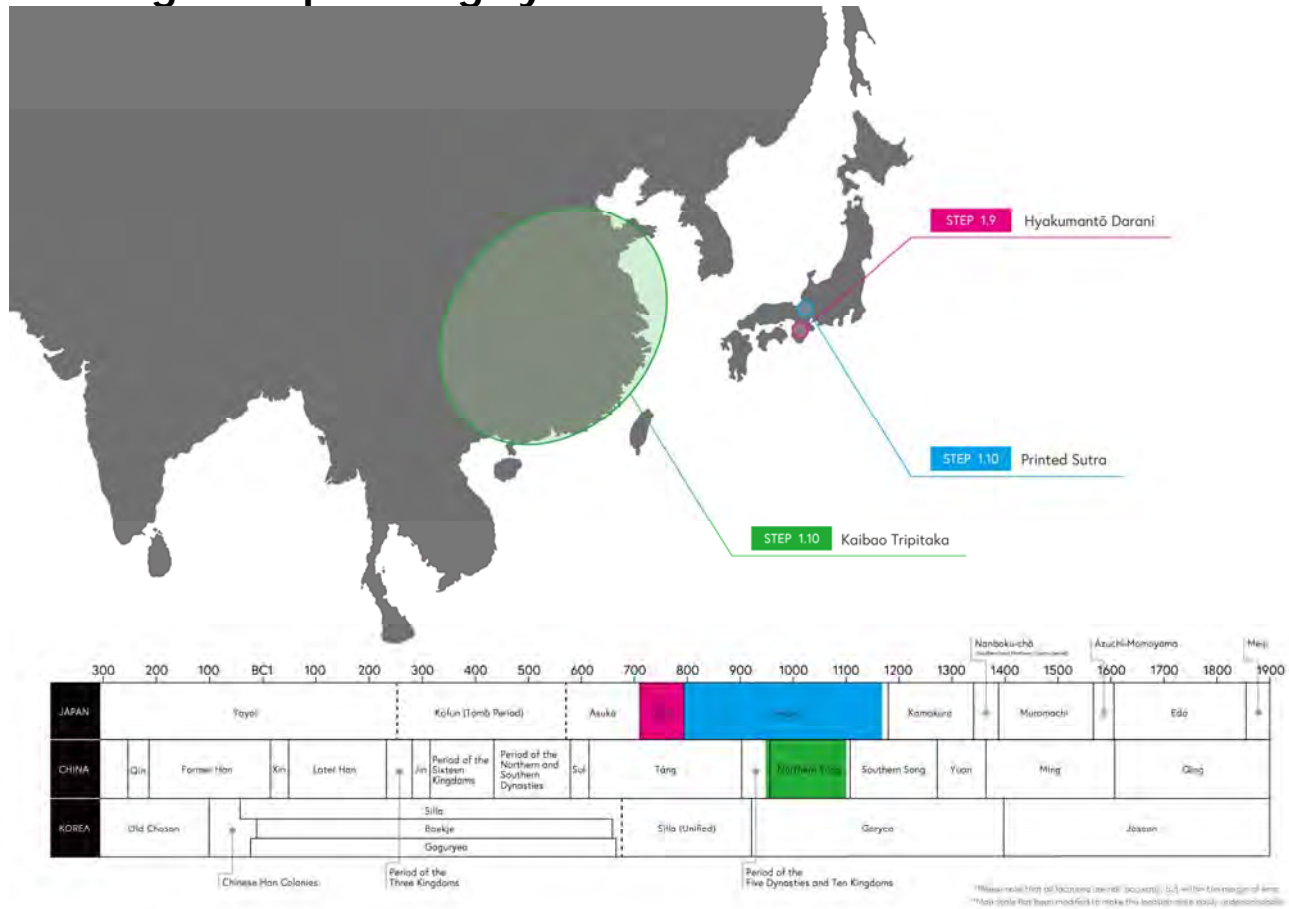 STEP 1.9 Hyakumantō Darani
STEP 1.10 Printed Sutra
STEP 1.10 Kaibao Tripitaka
Nanboku-chō
Azuchi-Momoyama
Meiji
300 200 100 BC1 100 200 300 400 500 600 700 800 900 1000 1100 1200 1300 1400 1500 1600 1700 1800 1900
JAPAN Yayoi Kofun (Tomb Period) Asuka Kamakura Muromachi Edo
CHINA Qin Former Han Xin Later Han Jin Period of the Sixteen Kingdoms Period of the Northern and Southern Dynasties Sui Táng Northern Song Southern Song Yuan Ming Qing
KOREA Old Choson Silla Baekje Goguryeo Silla (Unified) Goryeo Joseon
Chinese Han Colonies
Period of the
Three Kingdoms
Period of the
Five Dynasties and Ten Kingdoms